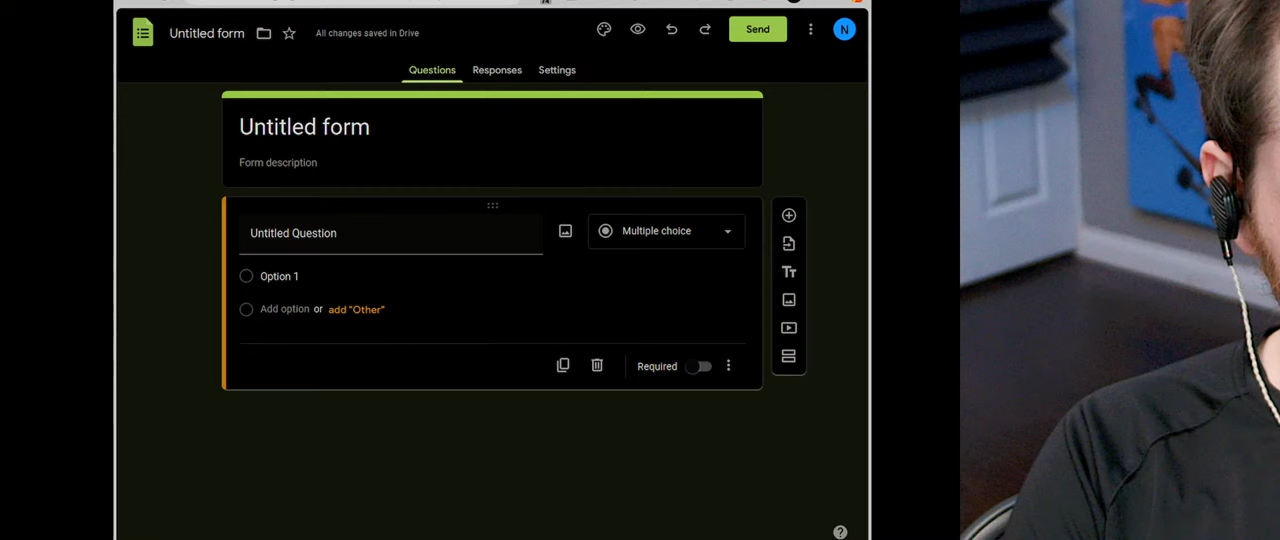 Untitled form
All changes saved in Drive
Send
N
Questions
Responses
Settings
Untitled form
Form description
Untitled Question
Multiple choice
Option 1
Add option or add "Other"
Required